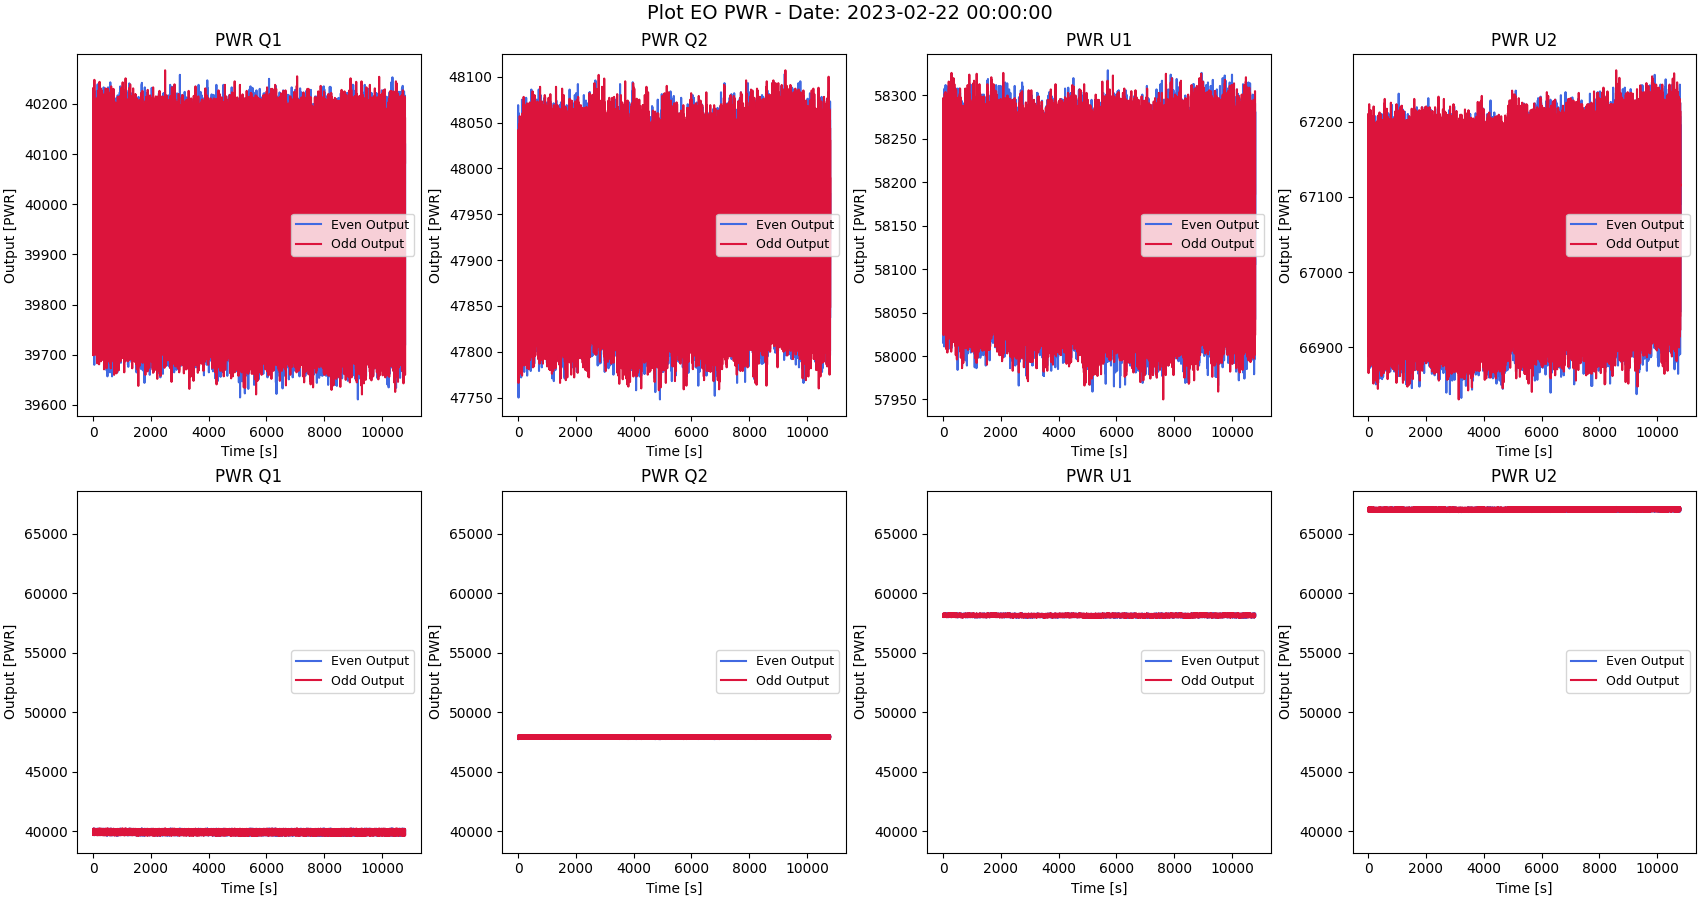 Plot EO PWR - Date: 2023-02-22 00:00:00
PWR Q1
Output [PWR]
40200
40100
40000
39900
39800
39700
39600
0 2000 4000 6000 8000 10000
Time [s]
Even Output
Odd Output
PWR Q2
Output [PWR]
48100
48050
48000
47950
47900
47850
47800
47750
0 2000 4000 6000 8000 10000
Time [s]
Even Output
Odd Output
PWR U1
Output [PWR]
58300
58250
58200
58150
58100
58050
58000
57950
0 2000 4000 6000 8000 10000
Time [s]
Even Output
Odd Output
PWR U2
Output [PWR]
67200
67100
67000
66900
0 2000 4000 6000 8000 10000
Time [s]
Even Output
Odd Output
PWR Q1
Output [PWR]
65000
60000
55000
50000
45000
40000
0 2000 4000 6000 8000 10000
Time [s]
Even Output
Odd Output
PWR Q2
Output [PWR]
65000
60000
55000
50000
45000
40000
0 2000 4000 6000 8000 10000
Time [s]
Even Output
Odd Output
PWR U1
Output [PWR]
65000
60000
55000
50000
45000
40000
0 2000 4000 6000 8000 10000
Time [s]
Even Output
Odd Output
PWR U2
Output [PWR]
65000
60000
55000
50000
45000
40000
0 2000 4000 6000 8000 10000
Time [s]
Even Output
Odd Output